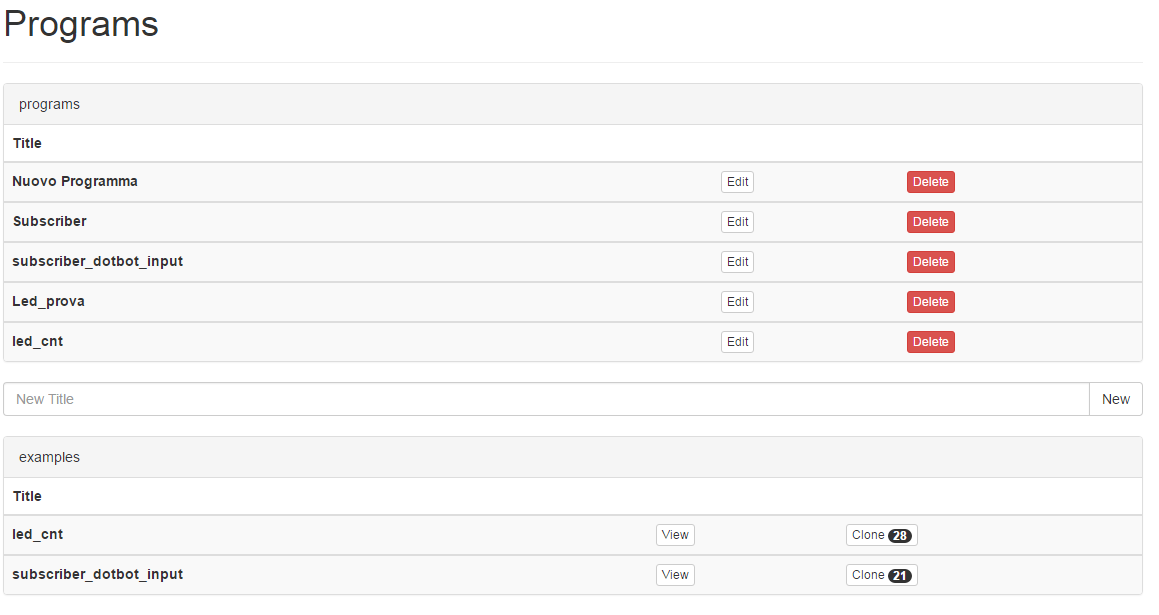 Programs
programs
Title
Nuovo Programma Edit Delete
Subscriber Edit Delete
subscriber_dotbot_input Edit Delete
Led_prova Edit Delete
led_cnt Edit Delete
New Title New
examples
Title
led_cnt View Clone 28
subscriber_dotbot_input View Clone 21